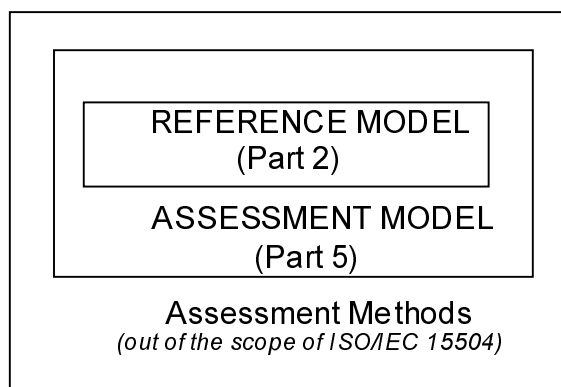 REFERENCE MODEL
(Part 2)
ASSESSMENT MODEL
(Part 5)
Assessment Methods
(out of the scope of ISO/IEC 15504)